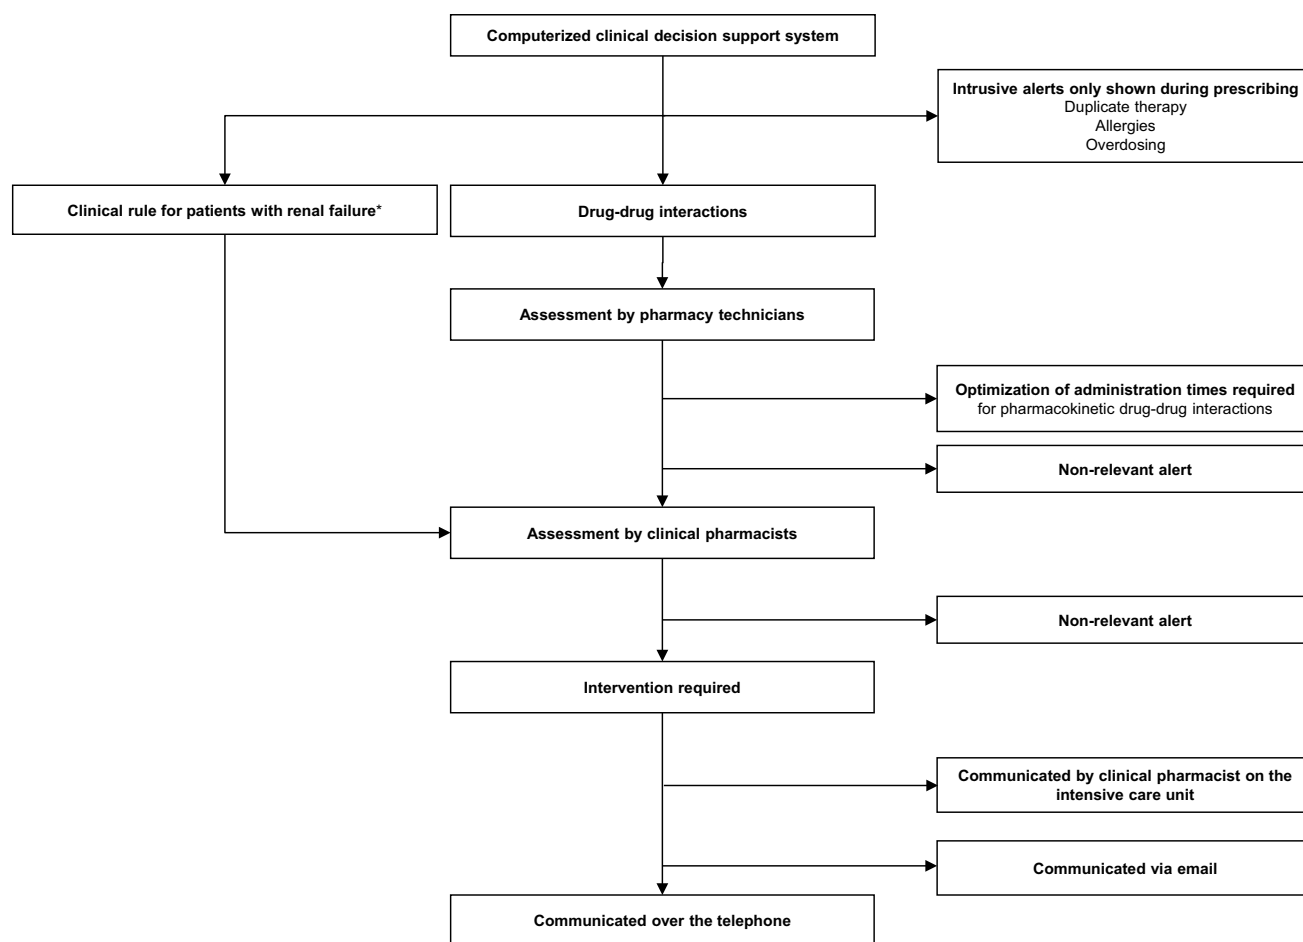 Computerized clinical decision support system
Intrusive alerts only shown during prescribing
Duplicate therapy
Allergies
Overdosing
Clinical rule for patients with renal failure*
Drug-drug interactions
Assessment by pharmacy technicians
Optimization of administration times required
for pharmacokinetic drug-drug interactions
Non-relevant alert
Assessment by clinical pharmacists
Non-relevant alert
Intervention required
Communicated by clinical pharmacist on the
intensive care unit
Communicated via email
Communicated over the telephone